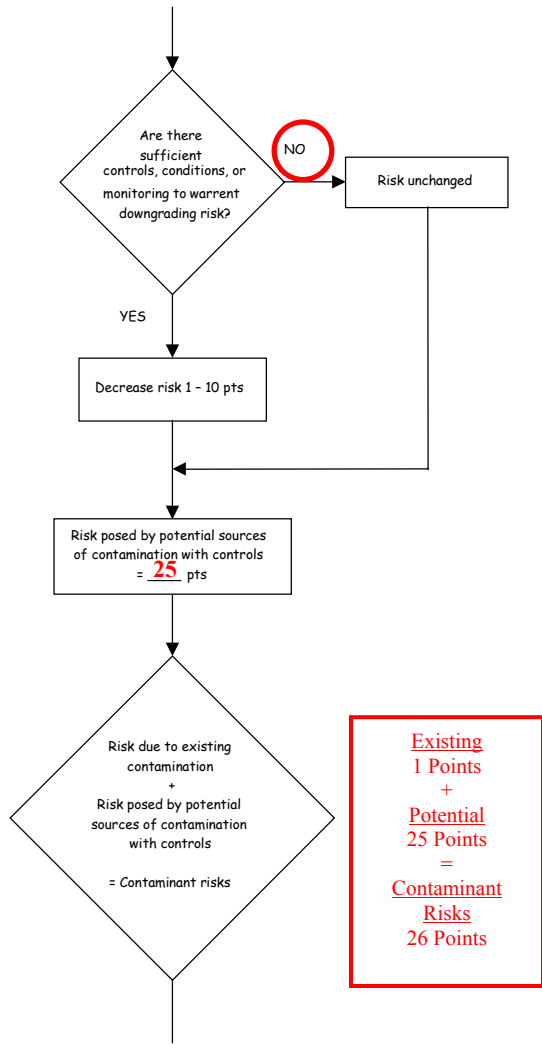 Are there
sufficient
controls, conditions, or
monitoring to warrent
downgrading risk?
NO
Risk unchanged
YES
Decrease risk 1 – 10 pts
Risk posed by potential sources
of contamination with controls
= 25 pts
Risk due to existing
contamination
+
Risk posed by potential
sources of contamination
with controls
= Contaminant risks
Existing
1 Points
+
Potential
25 Points
=
Contaminant
Risks
26 Points